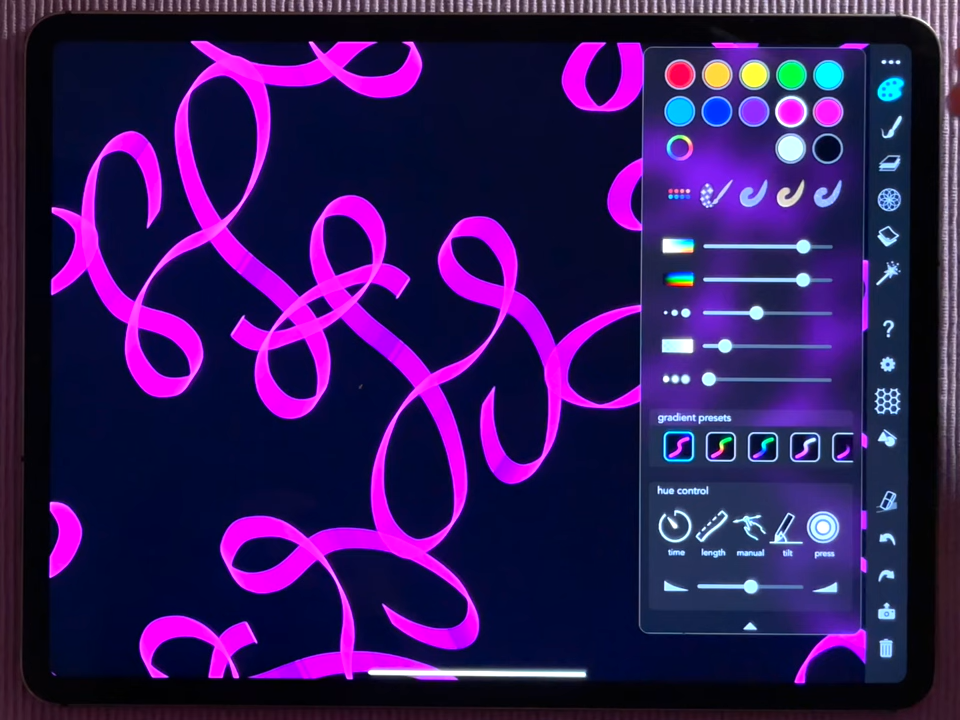 gradient presets
hue control
time length manual tilt press
?